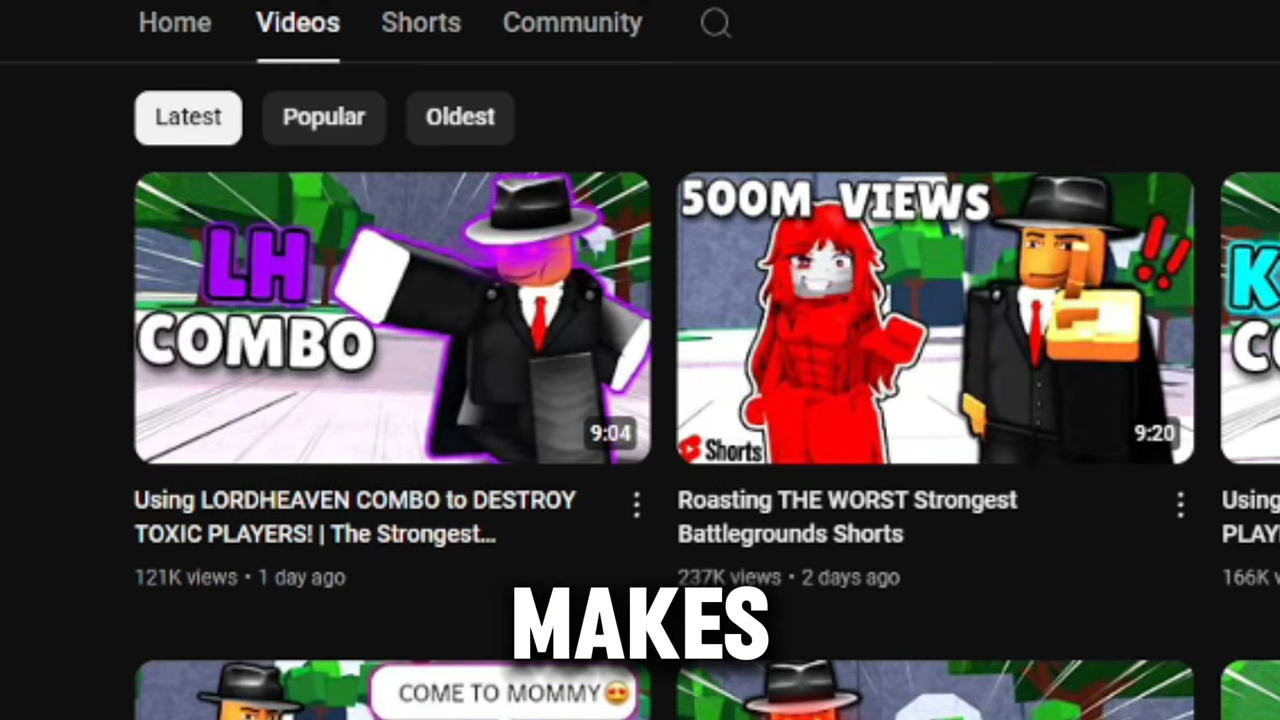 Home Videos Shorts Community
Latest Popular Oldest
LH
COMBO
9:04
500M VIEWS
!!
Shorts
9:20
K
CO
Using LORDHEAVEN COMBO to DESTROY
TOXIC PLAYERS! | The Strongest...
121K views • 1 day ago
Roasting THE WORST Strongest
Battlegrounds Shorts
237K views • 2 days ago
Using
PLAY
166K v
MAKES
COME TO MOMMY😍